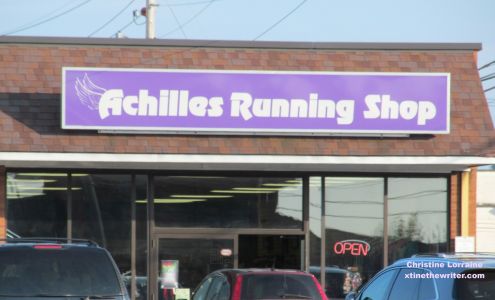 Achilles Running Shop
OPEN
Christine Lorraine
xtinethewriter.com